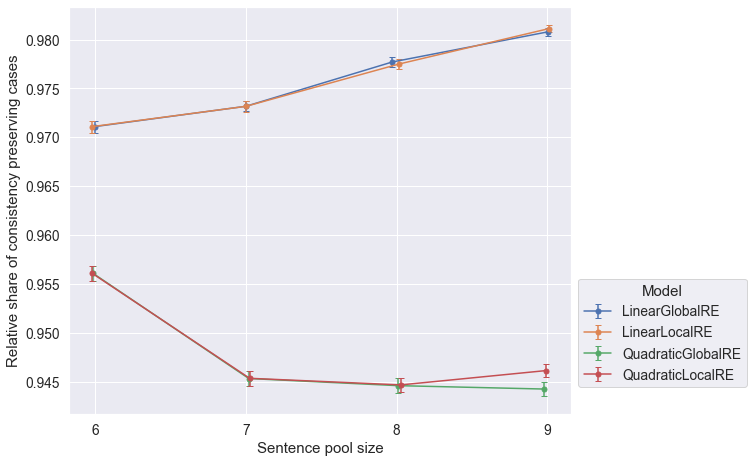 Relative share of consistency preserving cases
0.980
0.975
0.970
0.965
0.960
0.955
0.950
0.945
6
7
8
9
Sentence pool size
Model
LinearGlobalRE
LinearLocalRE
QuadraticGlobalRE
QuadraticLocalRE